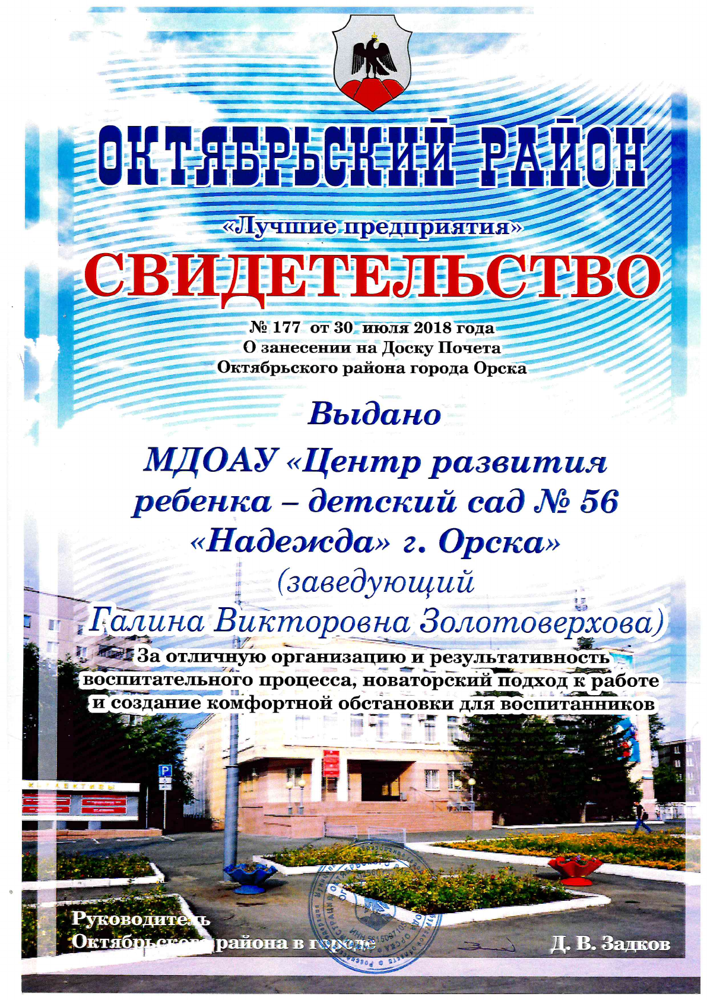 ОКТЯБРЬСКИЙ РАЙОН
«Лучшие предприятия»
СВИДЕТЕЛЬСТВО
№ 177 от 30 июля 2018 года
О занесении на Доску Почета
Октябрьского района города Орска
Выдано
МДОАУ «Центр развития
ребенка – детский сад № 56
«Надежда» г. Орска»
(заведующий
Галина Викторовна Золотоверхова)
За отличную организацию и результативность
воспитательного процесса, новаторский подход к работе
и создание комфортной обстановки для воспитанников
P
Руководитель
Октябрьского района в городе
Д. В. Задков